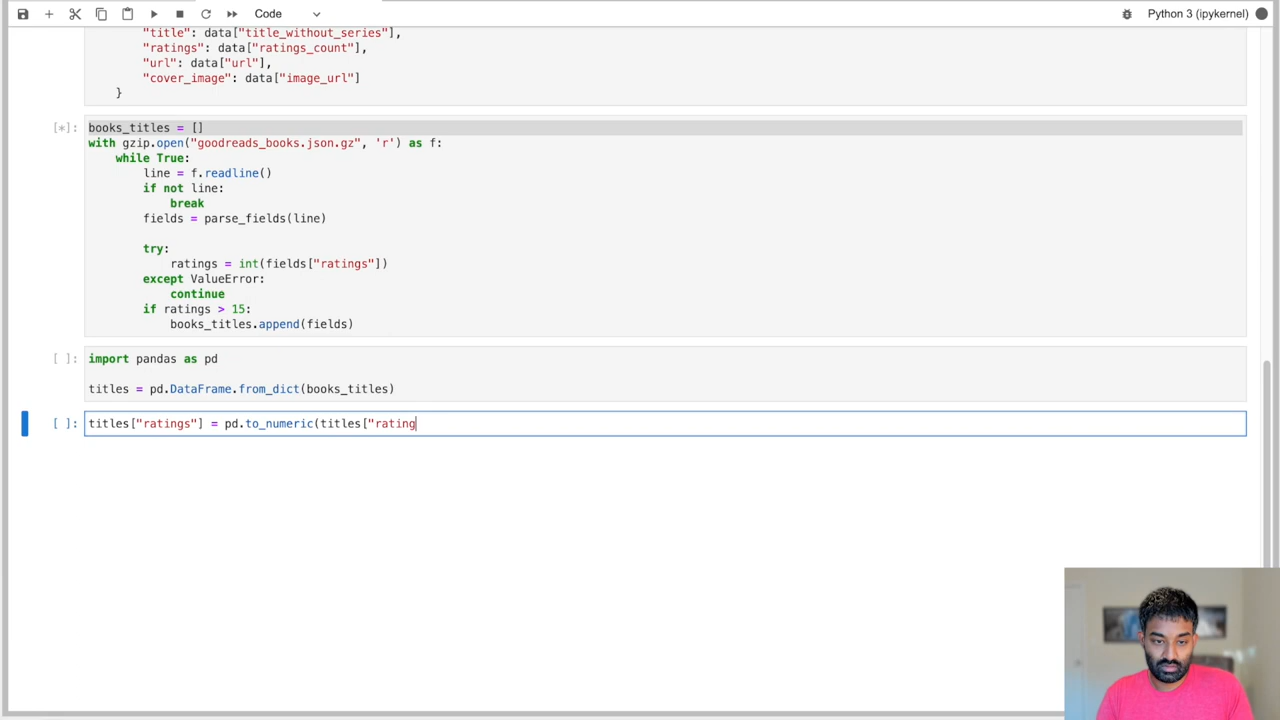 Code
Python 3 (ipykernel)
"title": data["title_without_series"],
"ratings": data["ratings_count"],
"url": data["url"],
"cover_image": data["image_url"]
}
[*]:
books_titles = []
with gzip.open("goodreads_books.json.gz", 'r') as f:
while True:
line = f.readline()
if not line:
break
fields = parse_fields(line)
try:
ratings = int(fields["ratings"])
except ValueError:
continue
if ratings > 15:
books_titles.append(fields)
[ ]:
import pandas as pd
titles = pd.DataFrame.from_dict(books_titles)
[ ]:
titles["ratings"] = pd.to_numeric(titles["rating